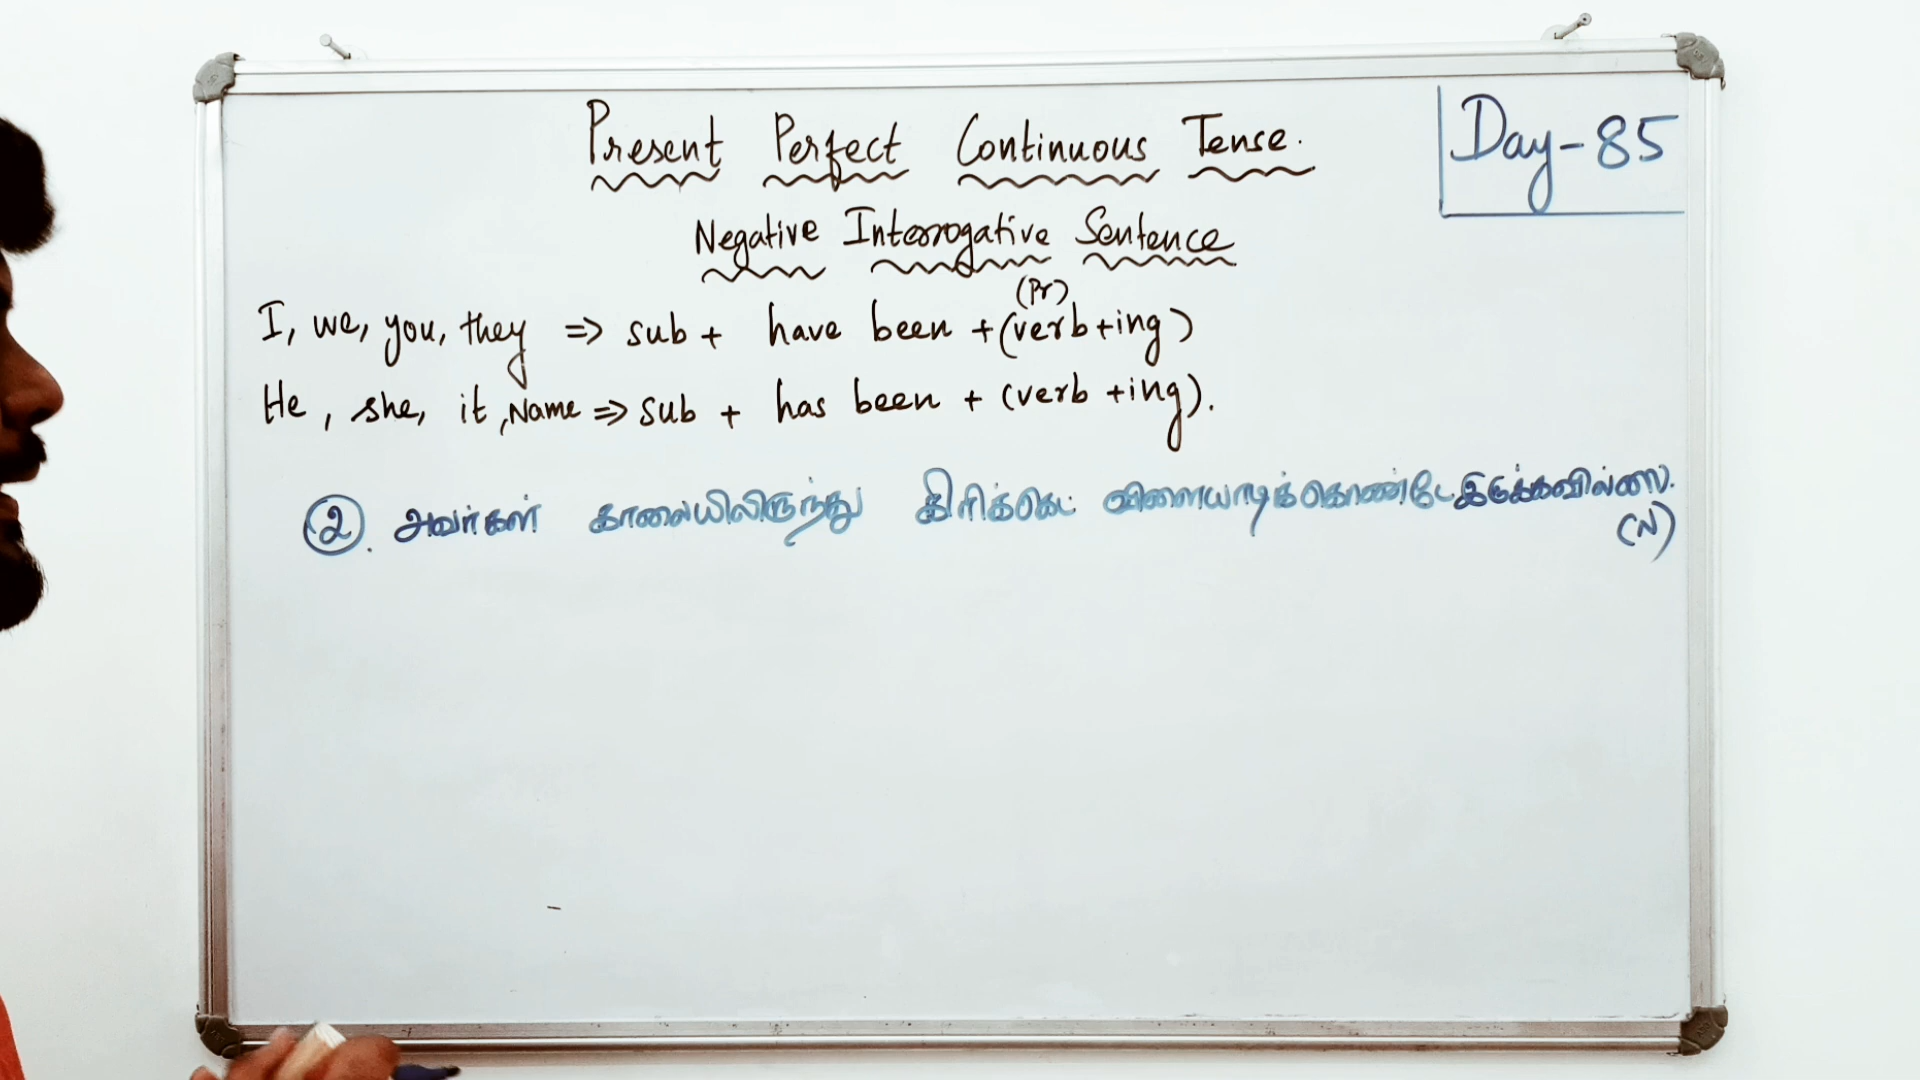 Day-85
Present Perfect Continuous Tense.
Negative Interrogative Sentence
(Pr)
I, we, you, they => sub + have been + (verb+ing)
He, she, it, Name => sub + has been + (verb +ing).
2. அவர்கள் காலையிலிருந்து கிரிக்கெட் விளையாடிக்கொண்டே இருக்கவில்லை.
(N)